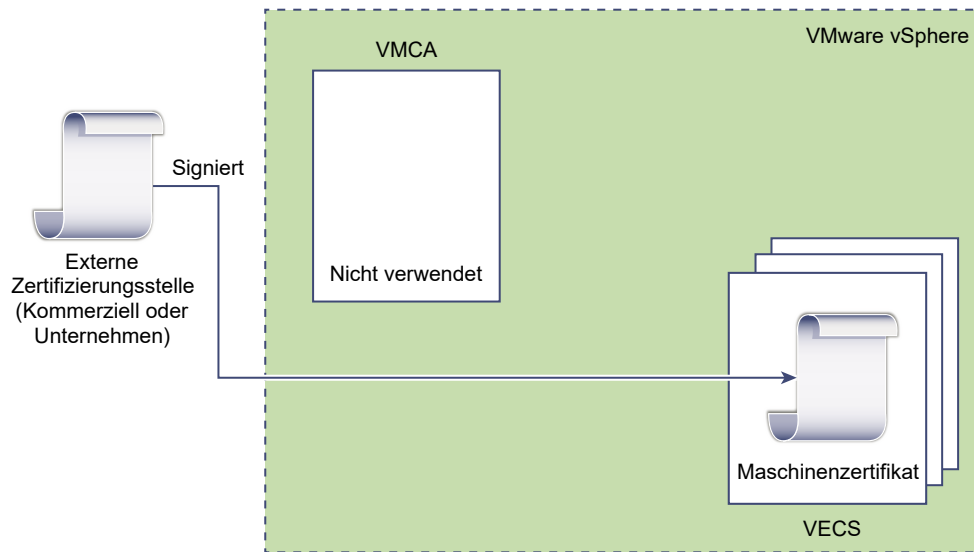 VMware vSphere
VMCA
Signiert
Externe
Zertifizierungsstelle
(Kommerziell oder
Unternehmen)
Nicht verwendet
Maschinenzertifikat
VECS